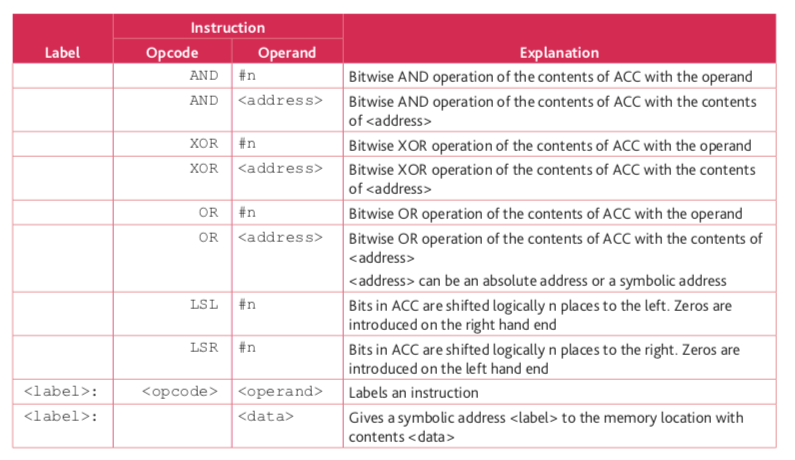 Instruction
Label Opcode Operand Explanation
AND #n Bitwise AND operation of the contents of ACC with the operand
AND <address> Bitwise AND operation of the contents of ACC with the contents
of <address>
XOR #n Bitwise XOR operation of the contents of ACC with the operand
XOR <address> Bitwise XOR operation of the contents of ACC with the contents
of <address>
OR #n Bitwise OR operation of the contents of ACC with the operand
OR <address> Bitwise OR operation of the contents of ACC with the contents of
<address>
<address> can be an absolute address or a symbolic address
LSL #n Bits in ACC are shifted logically n places to the left. Zeros are
introduced on the right hand end
LSR #n Bits in ACC are shifted logically n places to the right. Zeros are
introduced on the left hand end
<label>: <opcode> <operand> Labels an instruction
<label>: <data> Gives a symbolic address <label> to the memory location with
contents <data>